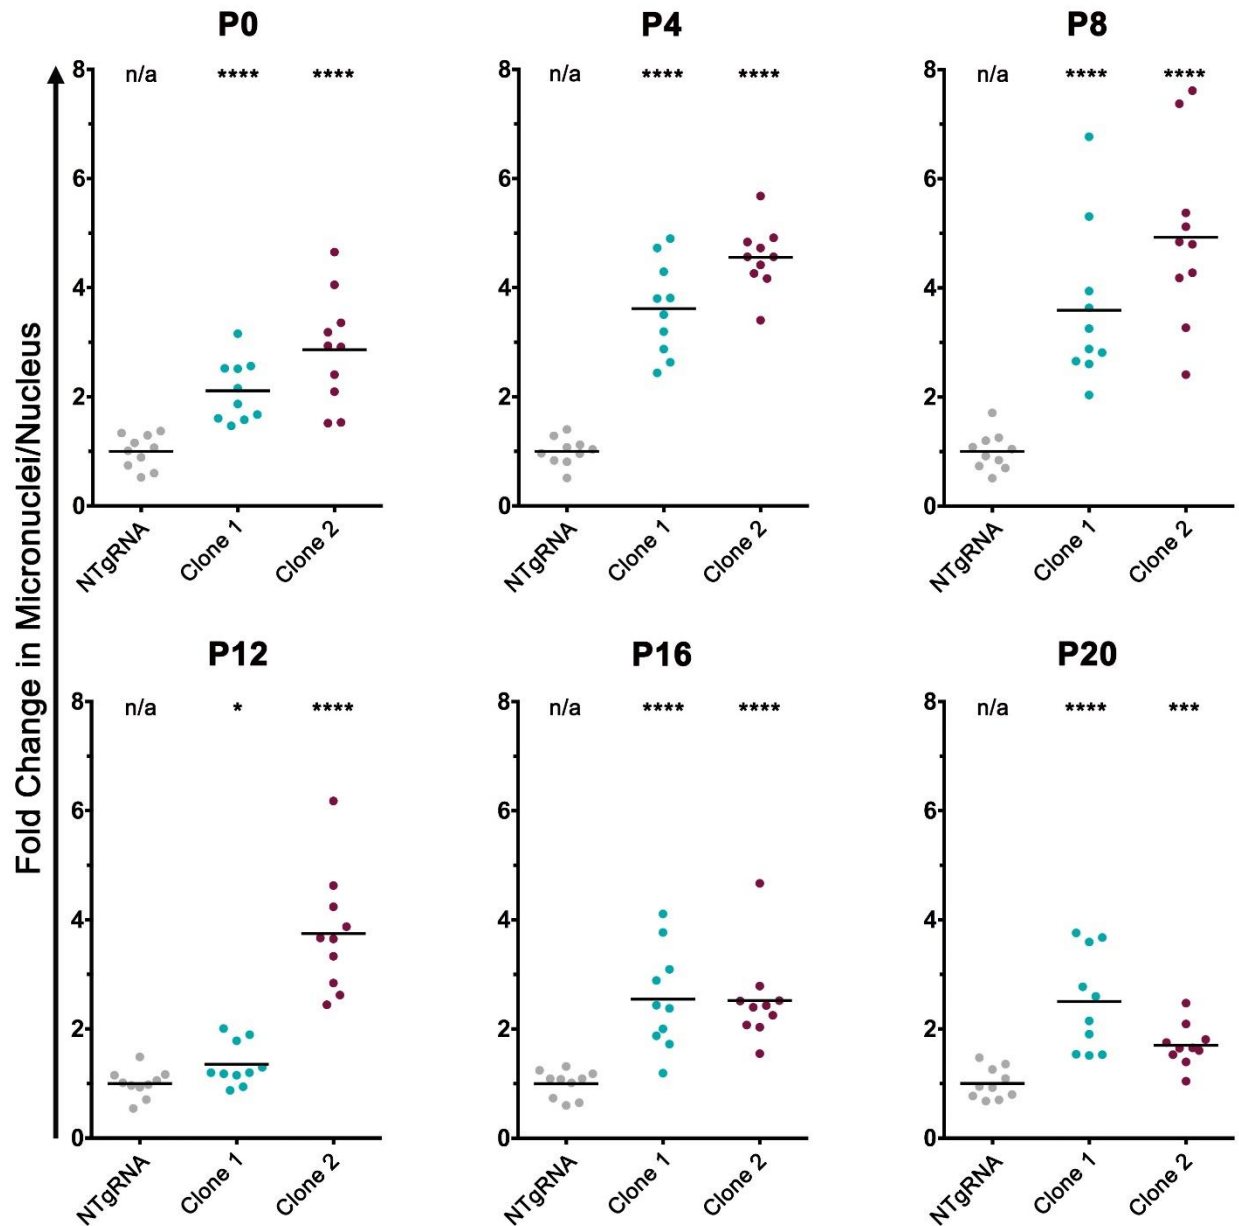 P0
P4
P8
Fold Change in Micronuclei/Nucleus
n/a **** ****
8
6
4
2
0
NTgRNA Clone 1 Clone 2
n/a **** ****
8
6
4
2
0
NTgRNA Clone 1 Clone 2
n/a **** ****
8
6
4
2
0
NTgRNA Clone 1 Clone 2
P12
P16
P20
n/a * ****
8
6
4
2
0
NTgRNA Clone 1 Clone 2
n/a **** ****
8
6
4
2
0
NTgRNA Clone 1 Clone 2
n/a **** ***
8
6
4
2
0
NTgRNA Clone 1 Clone 2